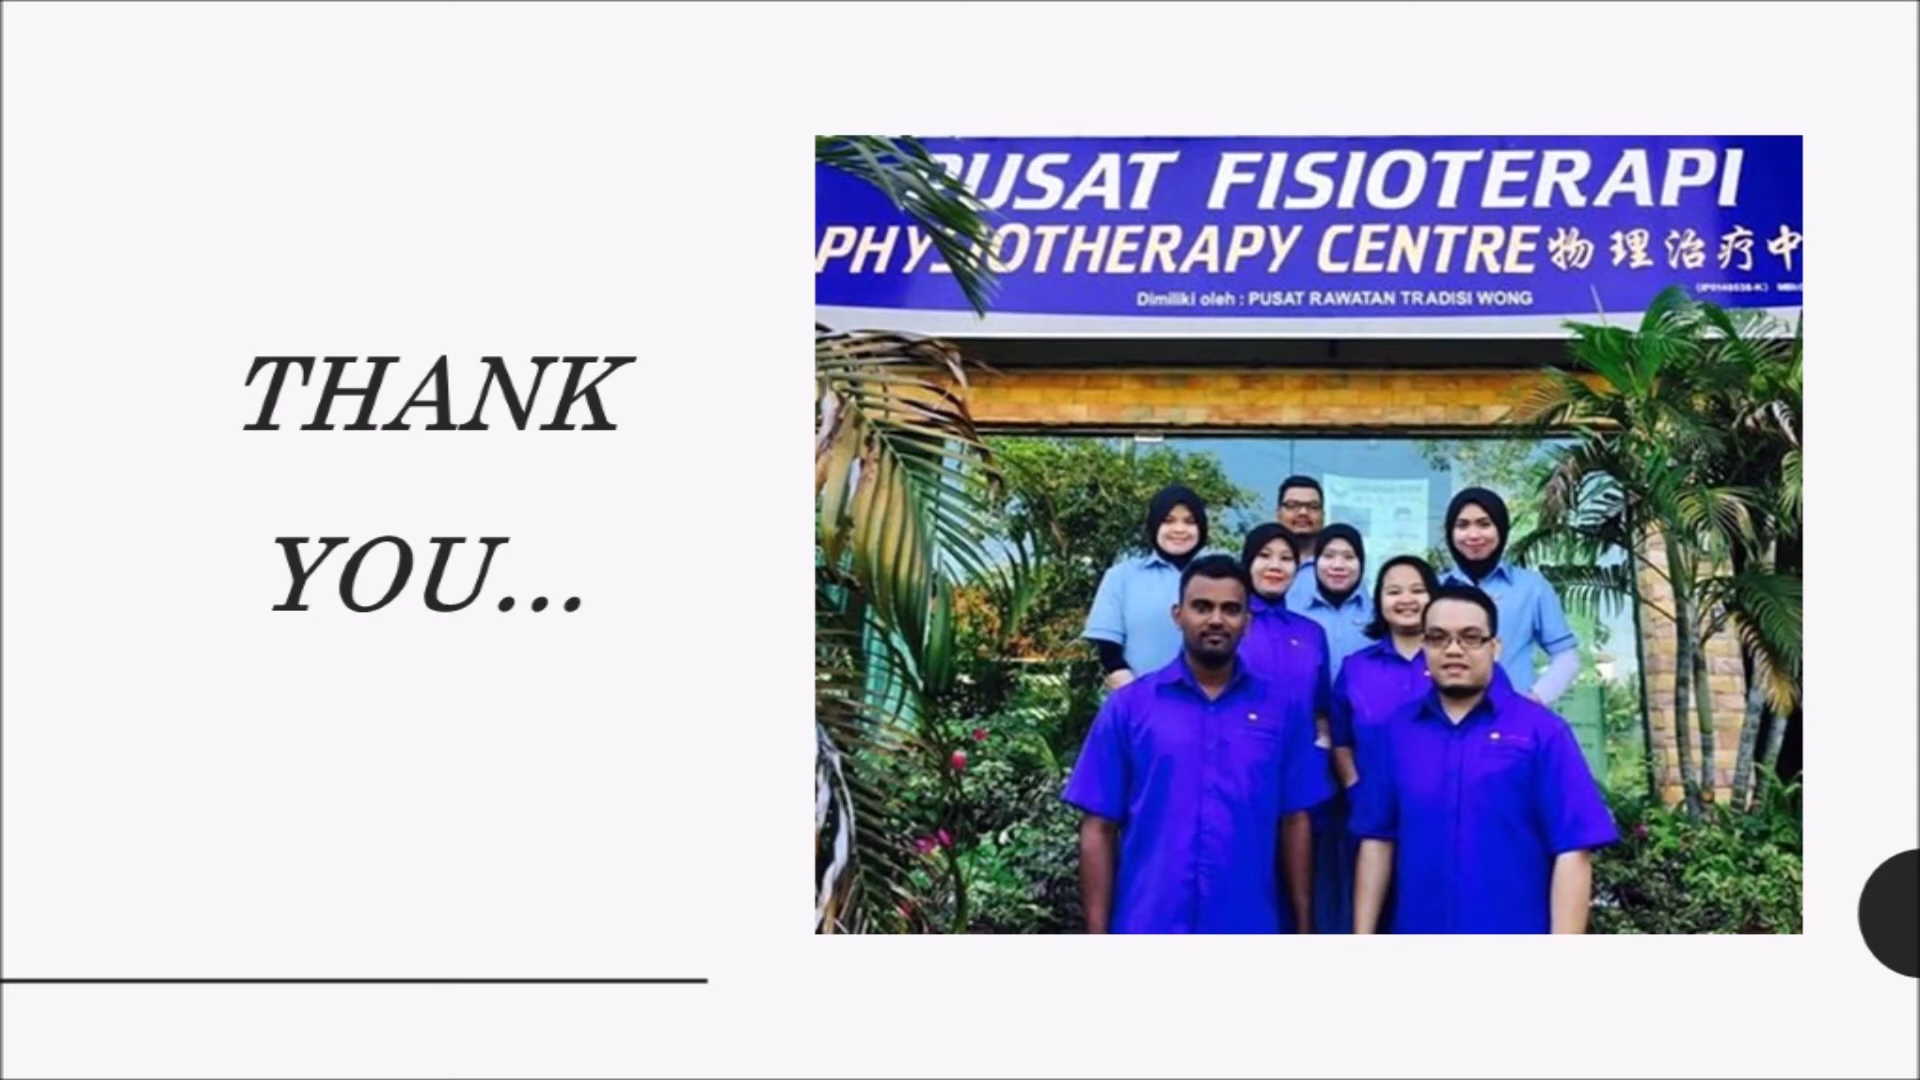 THANK
YOU...
PUSAT FISIOTERAPI
PHYSIOTHERAPY CENTRE 物理治疗中
Dimiliki oleh : PUSAT RAWATAN TRADISI WONG